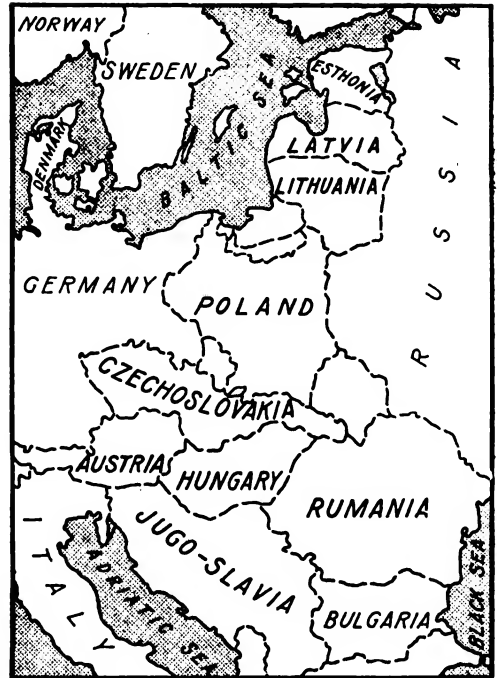 NORWAY
SWEDEN
BALTIC SEA
ESTHONIA
RUSSIA
DENMARK
LATVIA
LITHUANIA
GERMANY
POLAND
CZECHOSLOVAKIA
AUSTRIA
HUNGARY
RUMANIA
ITALY
ADRIATIC SEA
JUGO-SLAVIA
BULGARIA
BLACK SEA